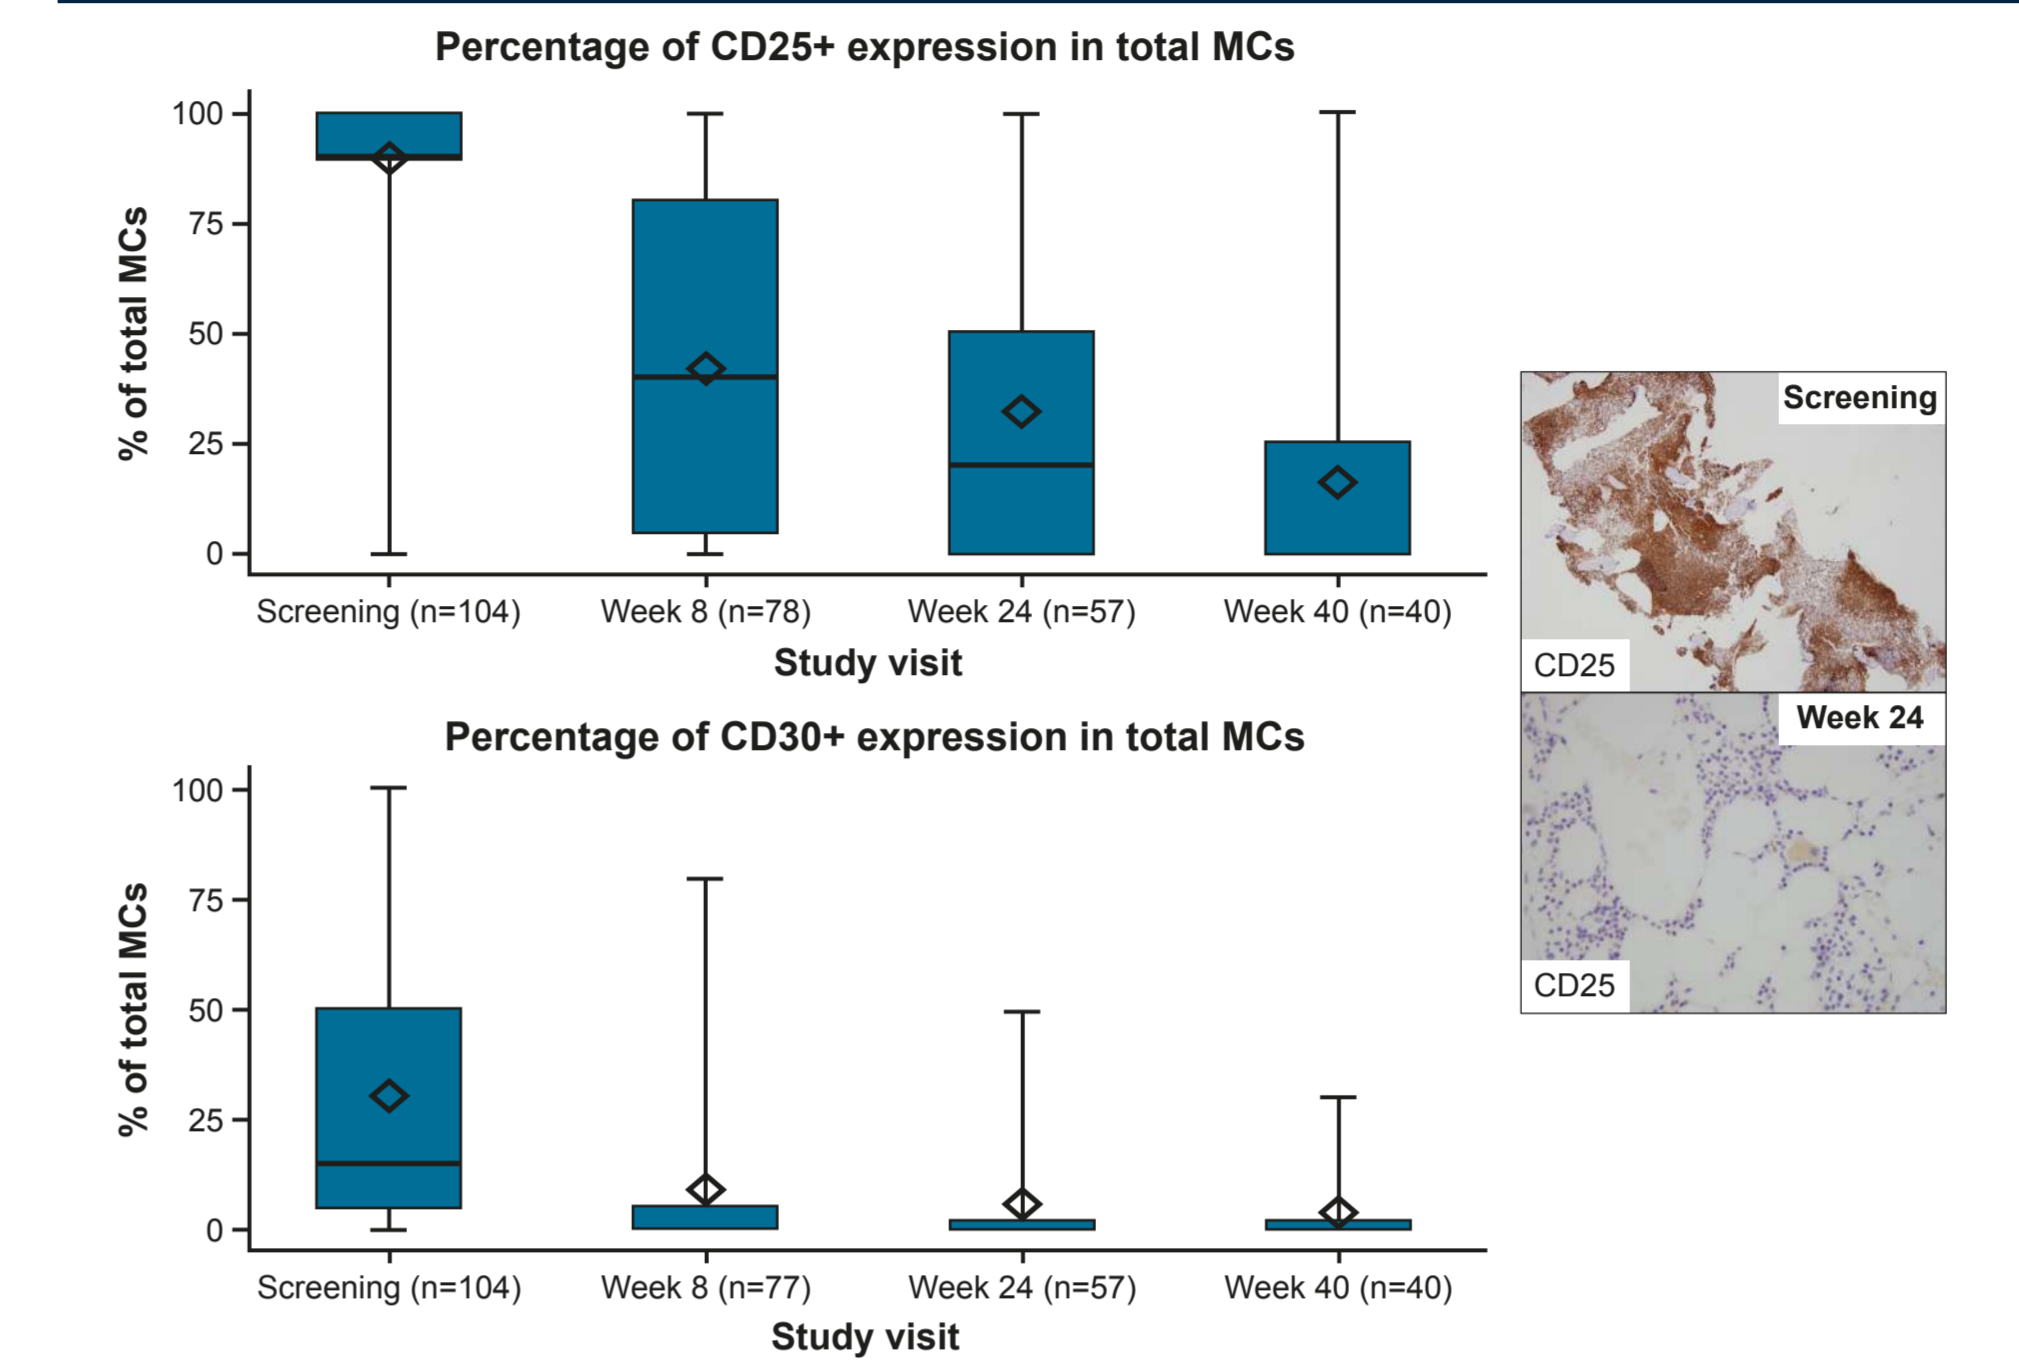 Percentage of CD25+ expression in total MCs
% of total MCs
100
75
50
25
0
Screening (n=104)
Week 8 (n=78)
Week 24 (n=57)
Week 40 (n=40)
Study visit
Percentage of CD30+ expression in total MCs
% of total MCs
100
75
50
25
0
Screening (n=104)
Week 8 (n=77)
Week 24 (n=57)
Week 40 (n=40)
Study visit
Screening
CD25
Week 24
CD25